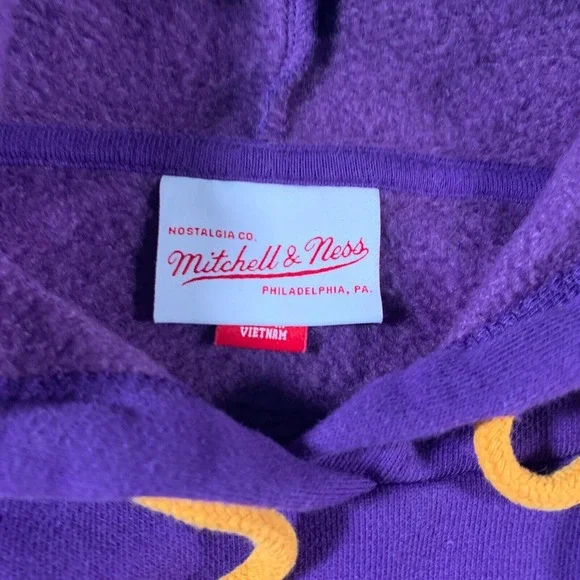 NOSTALGIA CO.
Mitchell & Ness
PHILADELPHIA, PA.
VIETNAM